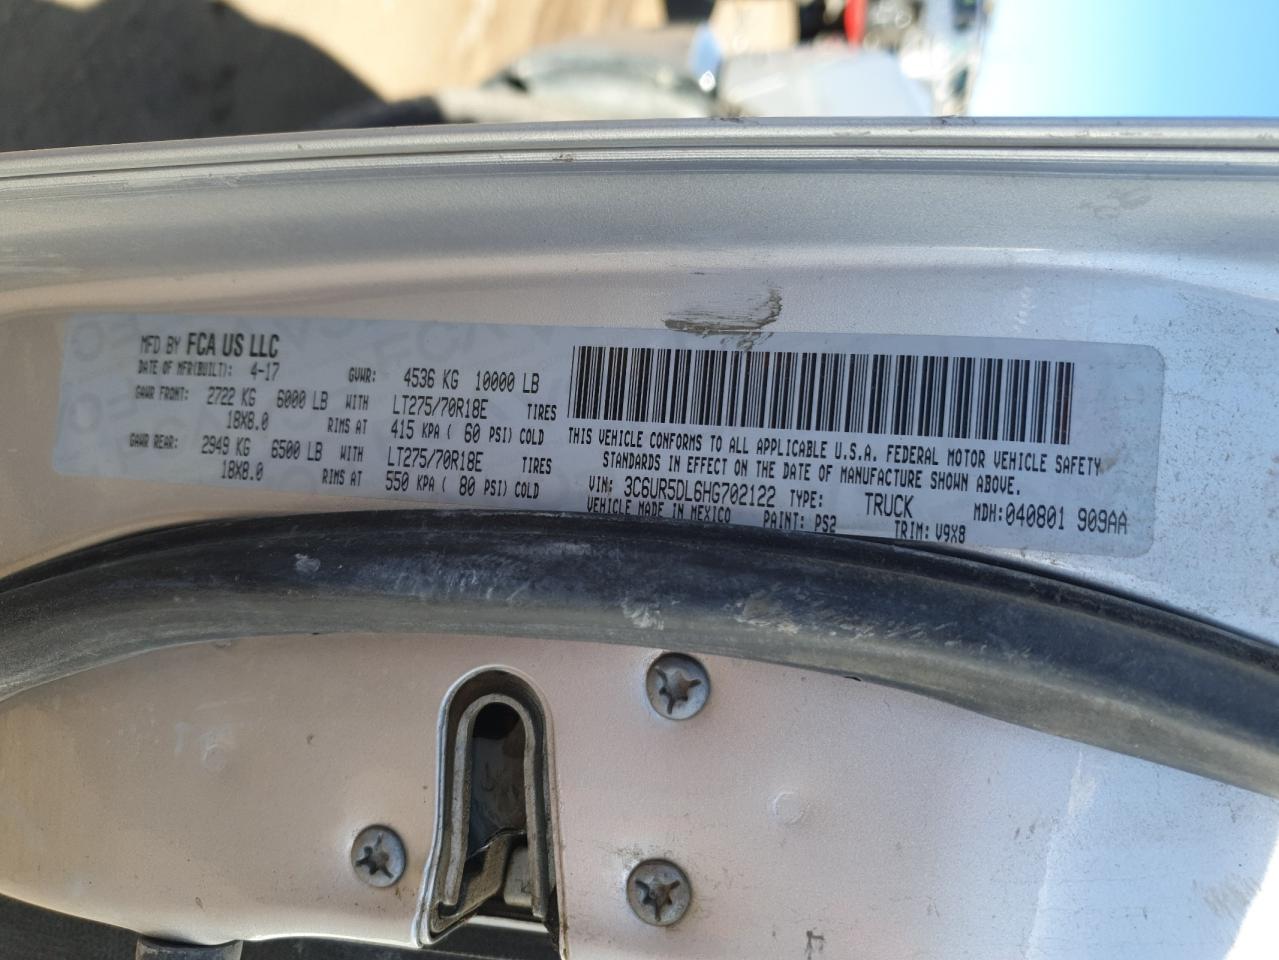 MFD BY FCA US LLC
DATE OF MFR(BUILT): 4-17 GVWR: 4536 KG 10000 LB
GAWR FRONT: 2722 KG 6000 LB WITH LT275/70R18E TIRES
18X8.0 RIMS AT 415 KPA ( 60 PSI) COLD
GAWR REAR: 2949 KG 6500 LB WITH LT275/70R18E TIRES
18X8.0 RIMS AT 550 KPA ( 80 PSI) COLD
THIS VEHICLE CONFORMS TO ALL APPLICABLE U.S.A. FEDERAL MOTOR VEHICLE SAFETY
STANDARDS IN EFFECT ON THE DATE OF MANUFACTURE SHOWN ABOVE.
VIN: 3C6UR5DL6HG702122 TYPE: TRUCK MDH:040801 909AA
VEHICLE MADE IN MEXICO PAINT: PS2 TRIM: V9X8